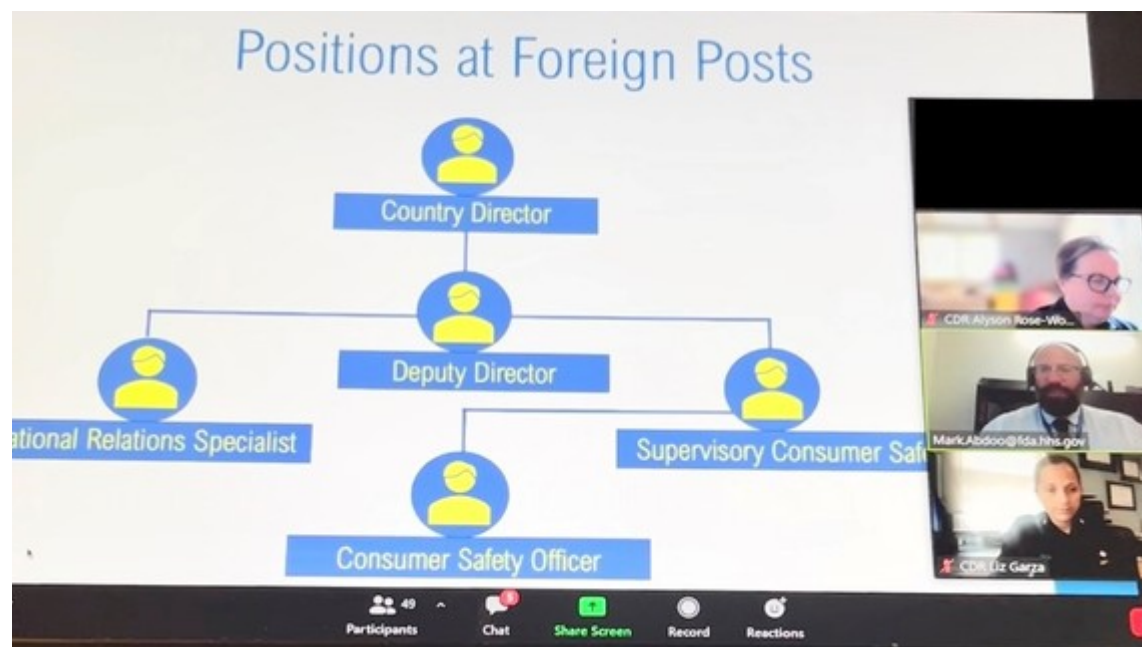 Positions at Foreign Posts
Country Director
Deputy Director
ational Relations Specialist
Supervisory Consumer Saf
Consumer Safety Officer
CDR Alyson Rose-Wo...
Mark.Abdoo@fda.hhs.gov
CDR Liz Garza
49
Participants
Chat
Share Screen
Record
Reactions